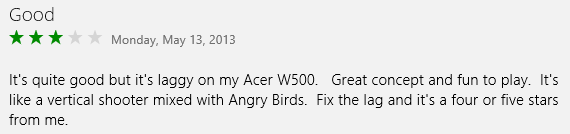 Good
Monday, May 13, 2013
It's quite good but it's laggy on my Acer W500.   Great concept and fun to play.  It's
like a vertical shooter mixed with Angry Birds.  Fix the lag and it's a four or five stars
from me.